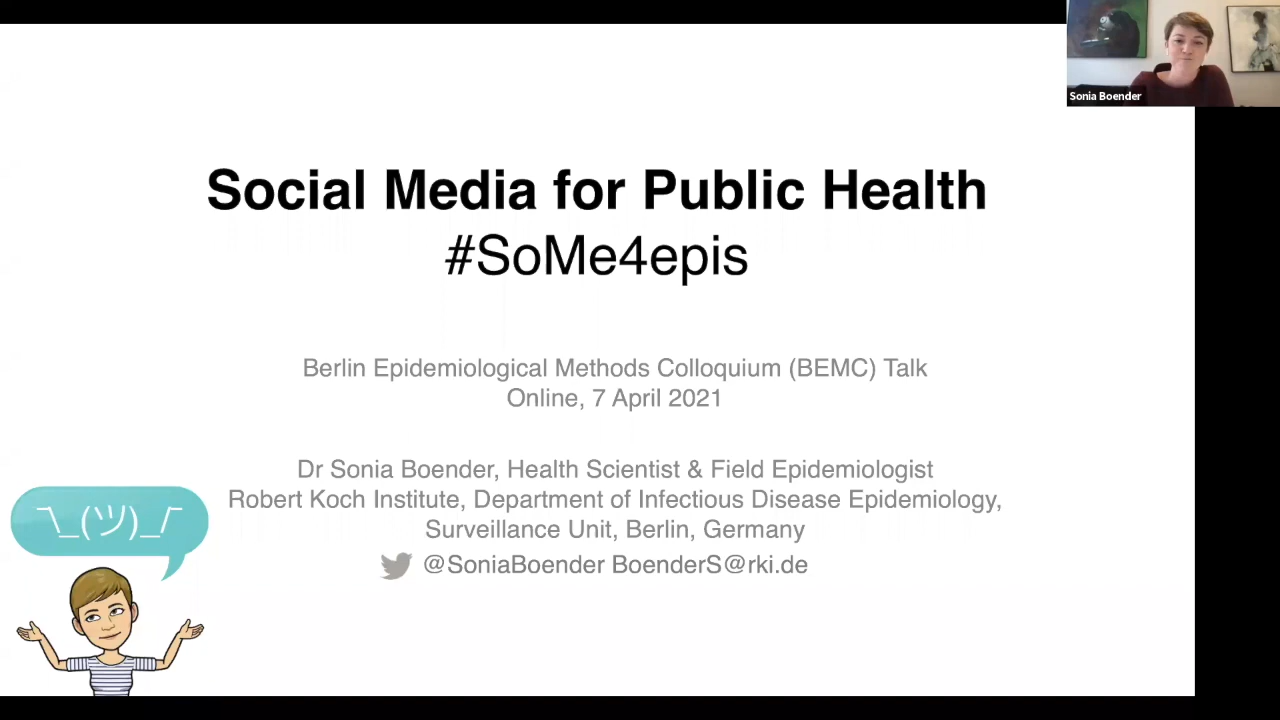 Sonia Boender
Social Media for Public Health
#SoMe4epis
Berlin Epidemiological Methods Colloquium (BEMC) Talk
Online, 7 April 2021
Dr Sonia Boender, Health Scientist & Field Epidemiologist
Robert Koch Institute, Department of Infectious Disease Epidemiology,
Surveillance Unit, Berlin, Germany
@SoniaBoender BoenderS@rki.de
¯\_(ツ)_/¯